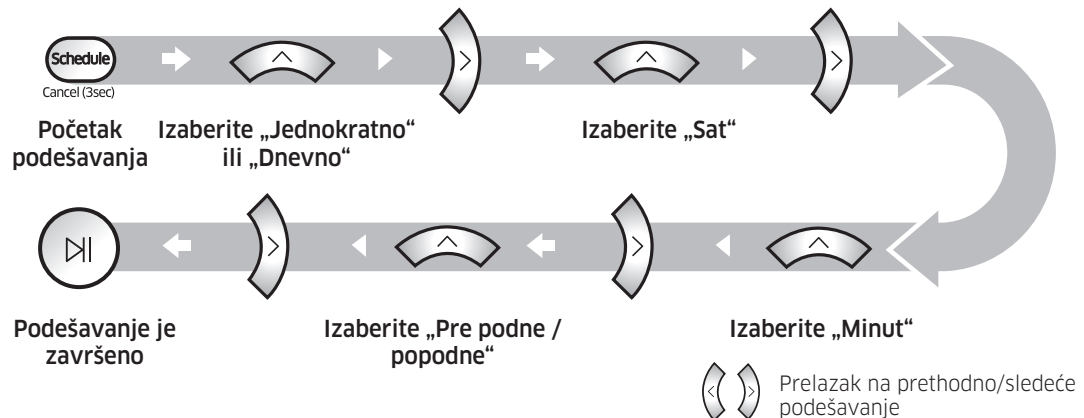 Schedule
Cancel (3sec)
Početak
podešavanja
Izaberite „Jednokratno“
ili „Dnevno“
Izaberite „Sat“
Izaberite „Minut“
Izaberite „Pre podne /
popodne“
Podešavanje je
završeno
Prelazak na prethodno/sledeće
podešavanje